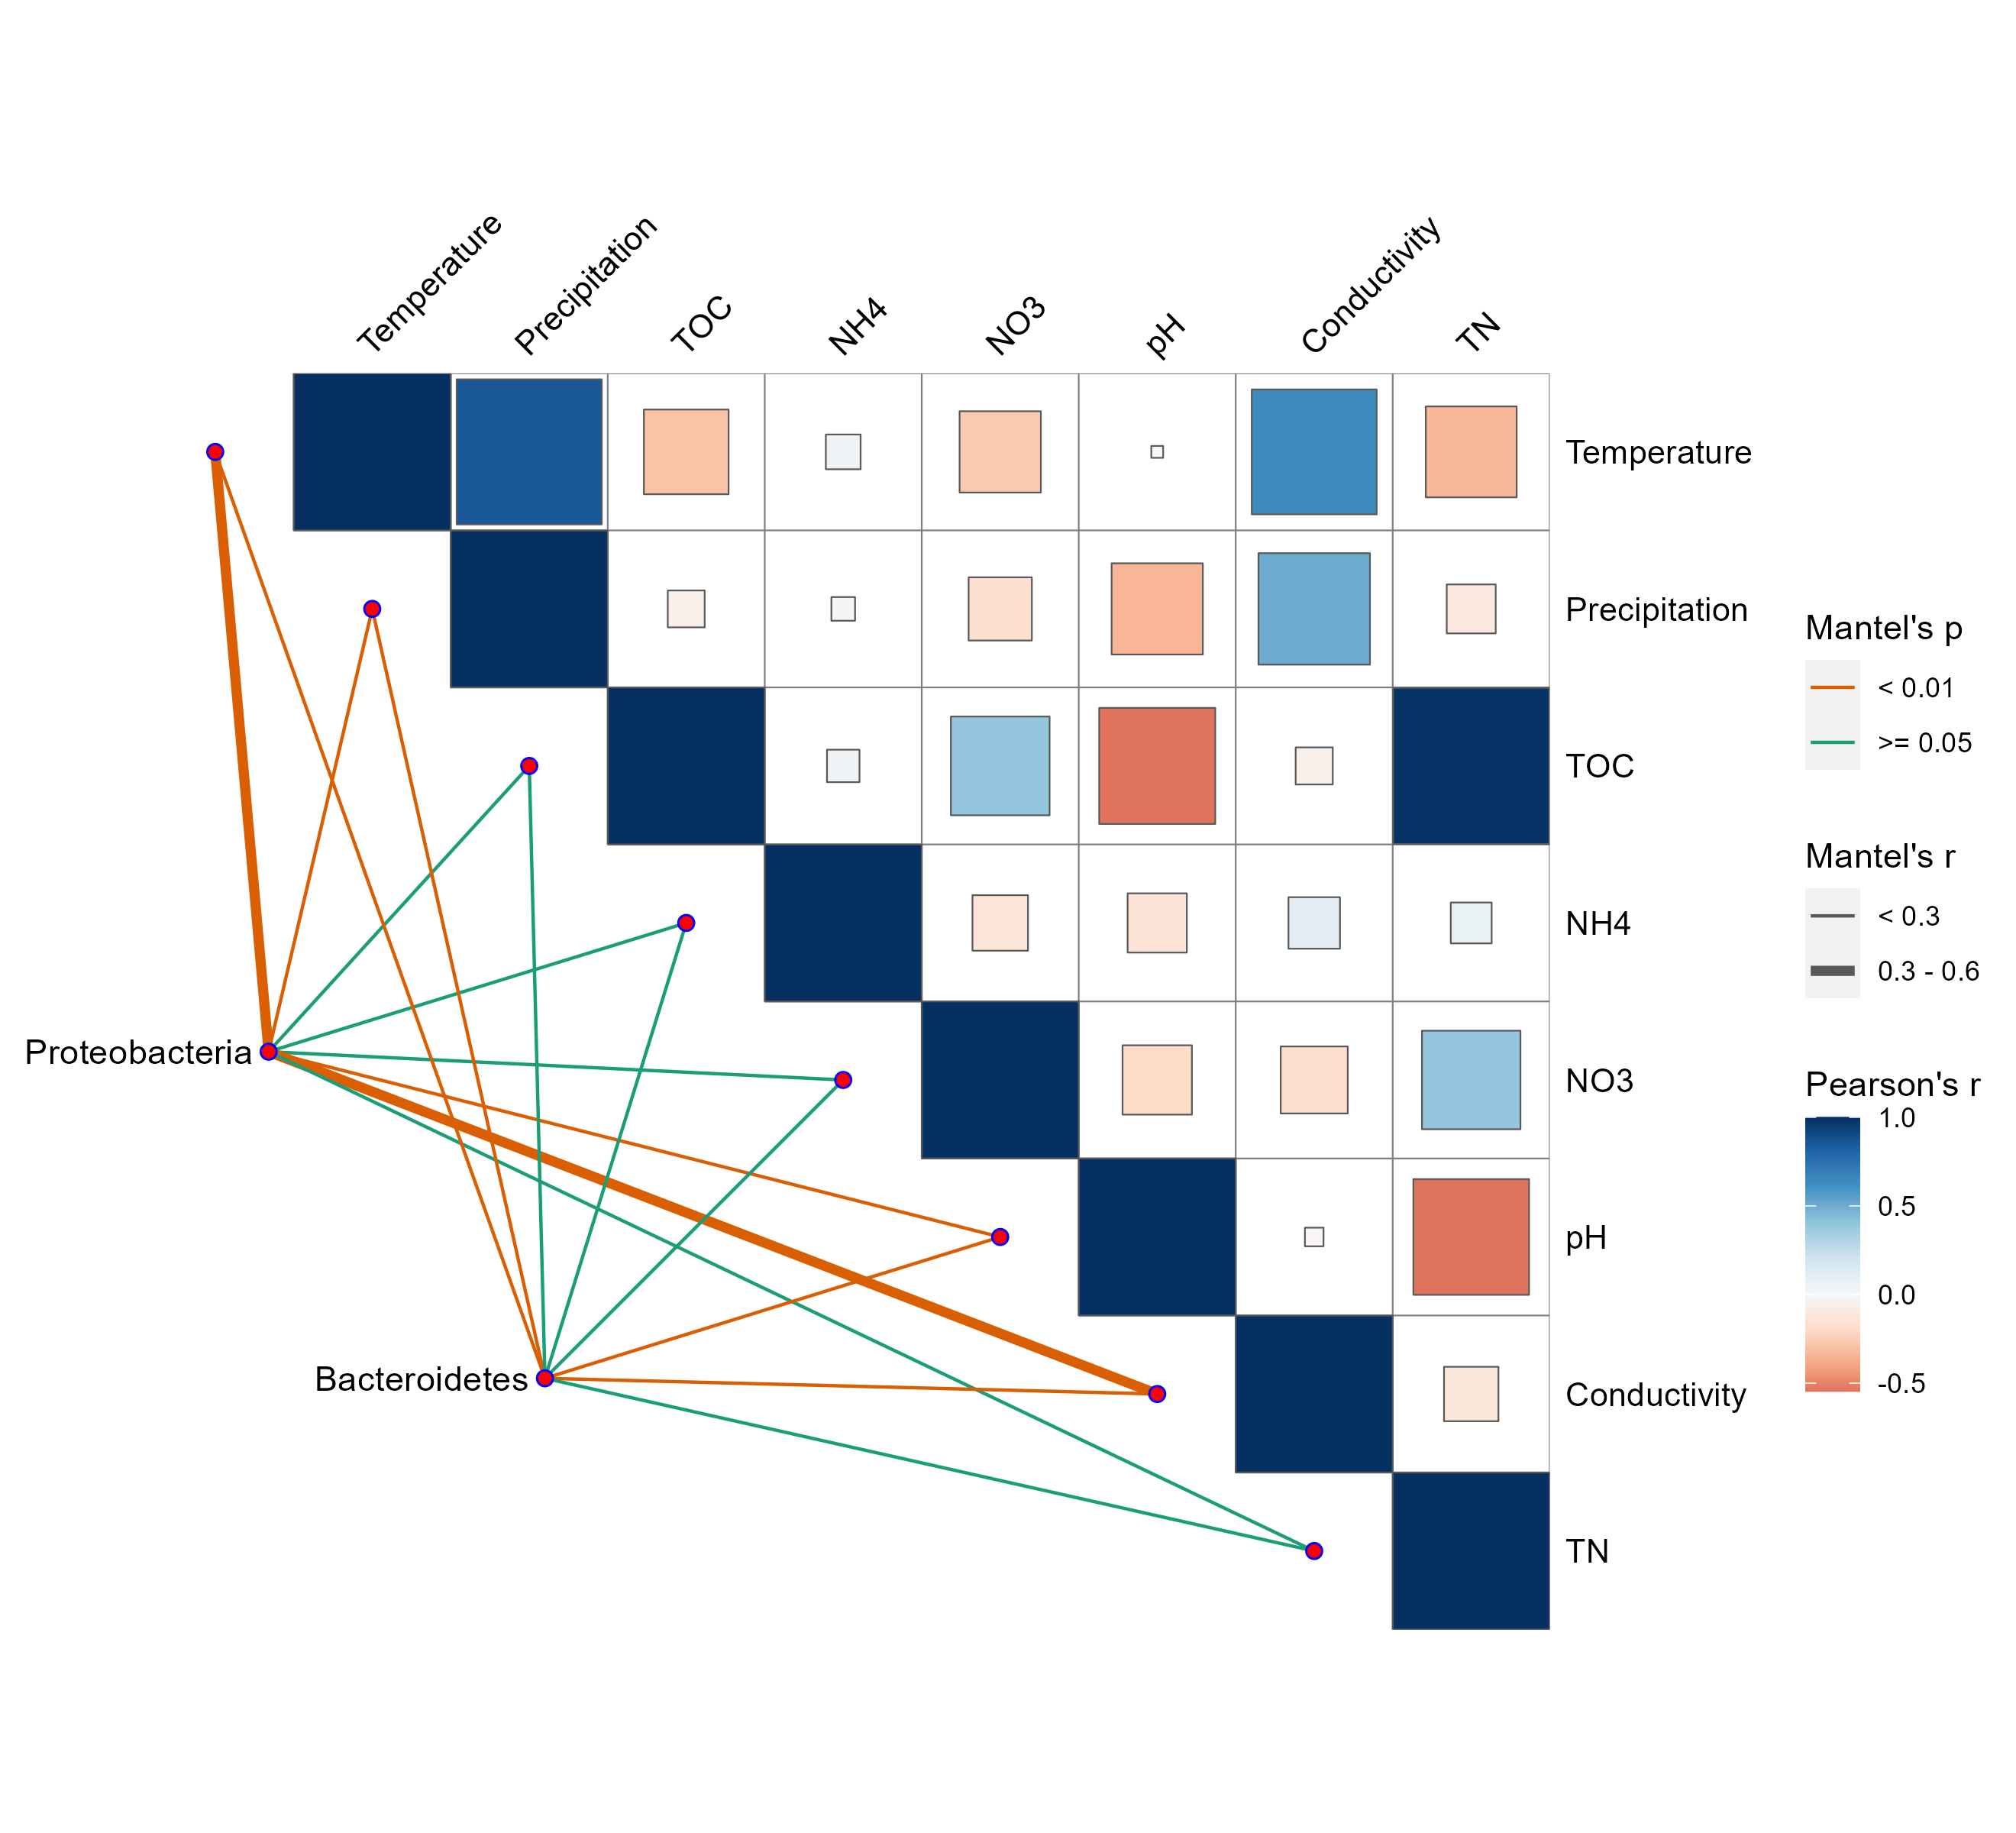 Temperature
Precipitation
TOC
NH4
NO3
pH
Conductivity
TN
Temperature
Precipitation
TOC
NH4
NO3
pH
Conductivity
TN
Proteobacteria
Bacteroidetes
Mantel's p
< 0.01
>= 0.05
Mantel's r
< 0.3
0.3 - 0.6
Pearson's r
1.0
0.5
0.0
-0.5